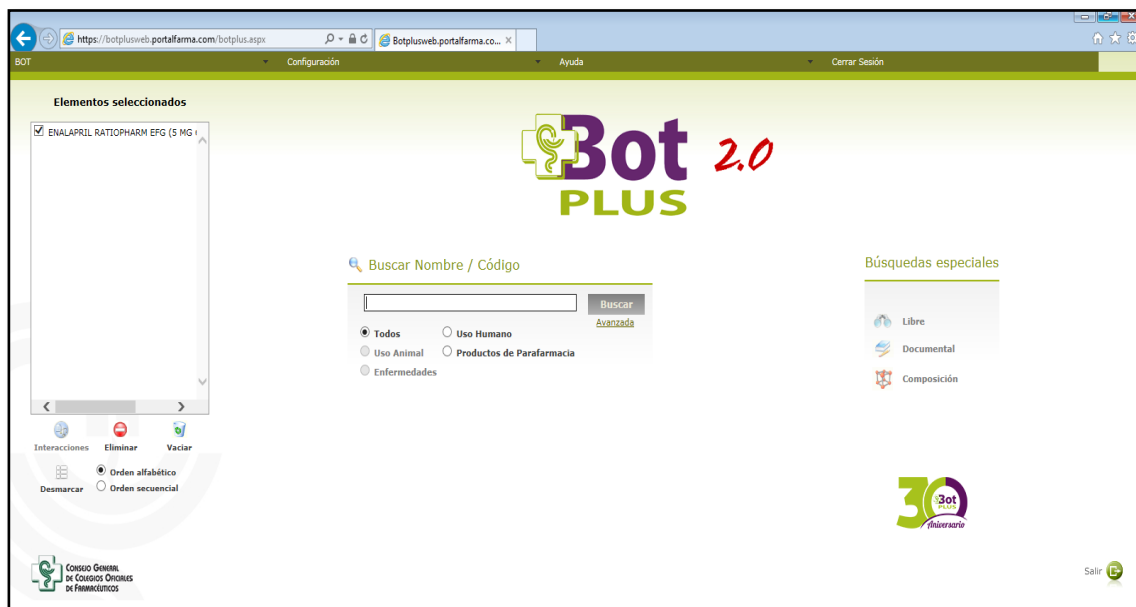 https://botplusweb.portalfarma.com/botplus.aspx
Botplusweb.portalfarma.co...
BOT
Configuración
Ayuda
Cerrar Sesión
Elementos seleccionados
ENALAPRIL RATIOPHARM EFG (5 MG
Bot 2.0
PLUS
Buscar Nombre / Código
Buscar
Avanzada
Todos
Uso Humano
Uso Animal
Productos de Parafarmacia
Enfermedades
Búsquedas especiales
Libre
Documental
Composición
Interacciones
Eliminar
Vaciar
Desmarcar
Orden alfabético
Orden secuencial
30
Bot
PLUS
Aniversario
CONSEJO GENERAL
DE COLEGIOS OFICIALES
DE FARMACÉUTICOS
Salir